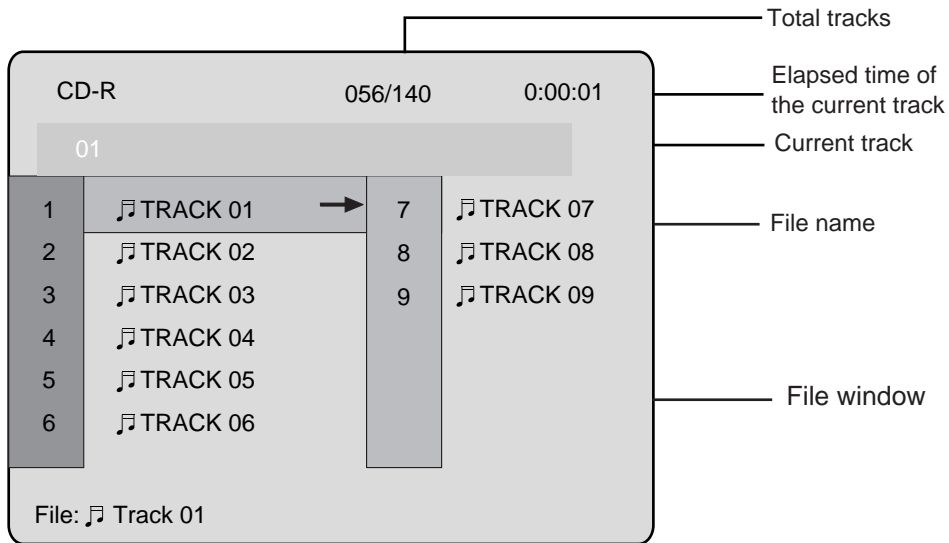 Total tracks
CD-R 056/140 0:00:01
Elapsed time of
the current track
01
Current track
1 TRACK 01 7 TRACK 07
File name
2 TRACK 02 8 TRACK 08
3 TRACK 03 9 TRACK 09
4 TRACK 04
5 TRACK 05
File window
6 TRACK 06
File: Track 01